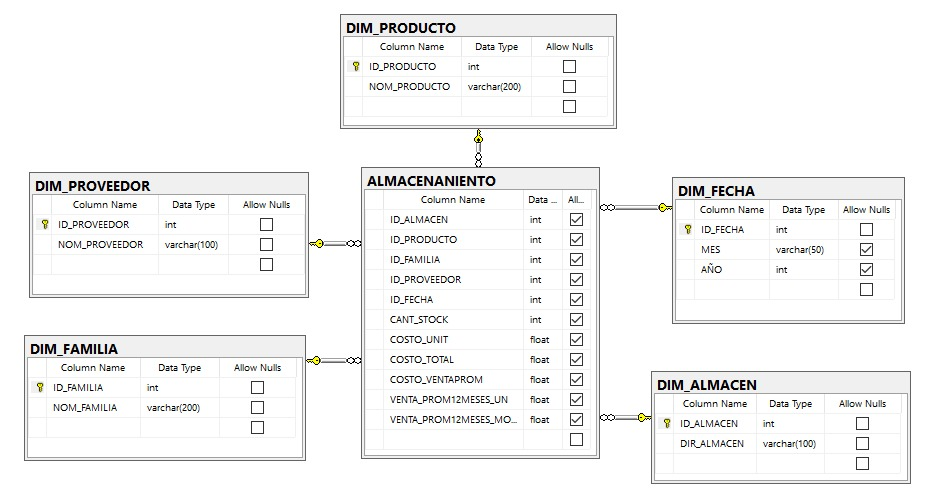 DIM_PRODUCTO
Column Name Data Type Allow Nulls
ID_PRODUCTO int
NOM_PRODUCTO varchar(200)
DIM_PROVEEDOR
Column Name Data Type Allow Nulls
ID_PROVEEDOR int
NOM_PROVEEDOR varchar(100)
DIM_FAMILIA
Column Name Data Type Allow Nulls
ID_FAMILIA int
NOM_FAMILIA varchar(200)
ALMACENANIENTO
Column Name Data ... All...
ID_ALMACEN int
ID_PRODUCTO int
ID_FAMILIA int
ID_PROVEEDOR int
ID_FECHA int
CANT_STOCK int
COSTO_UNIT float
COSTO_TOTAL float
COSTO_VENTAPROM float
VENTA_PROM12MESES_UN float
VENTA_PROM12MESES_MO... float
DIM_FECHA
Column Name Data Type Allow Nulls
ID_FECHA int
MES varchar(50)
AÑO int
DIM_ALMACEN
Column Name Data Type Allow Nulls
ID_ALMACEN int
DIR_ALMACEN varchar(100)